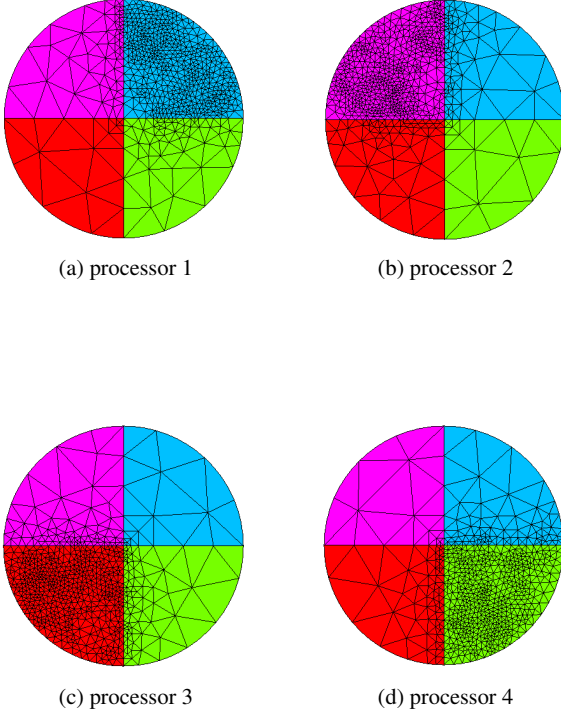 (a) processor 1
(b) processor 2
(c) processor 3
(d) processor 4